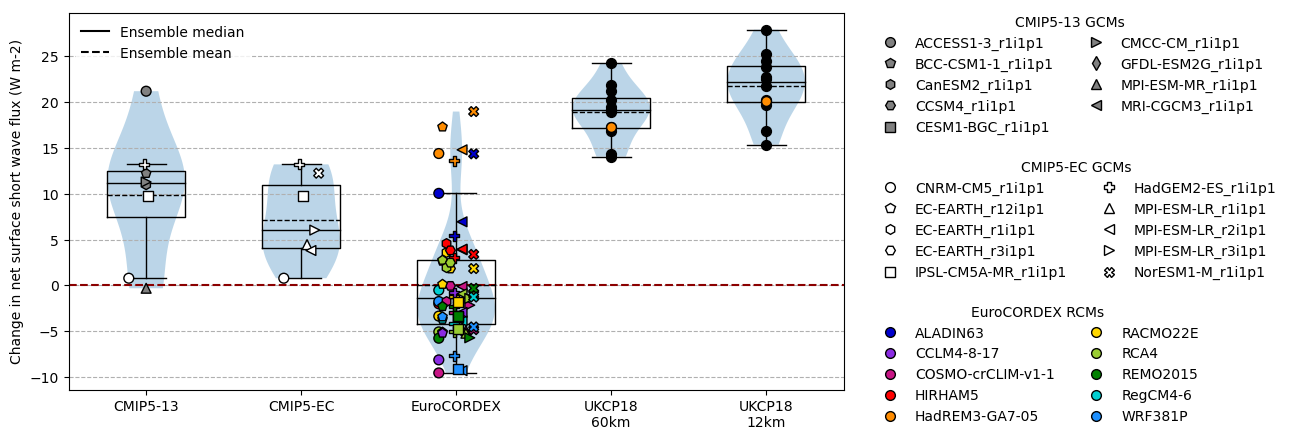 Change in net surface short wave flux (W m-2)
25
20
15
10
5
0
−5
−10
Ensemble median
Ensemble mean
CMIP5-13
CMIP5-EC
EuroCORDEX
UKCP18
60km
UKCP18
12km
CMIP5-13 GCMs
ACCESS1-3_r1i1p1
BCC-CSM1-1_r1i1p1
CanESM2_r1i1p1
CCSM4_r1i1p1
CESM1-BGC_r1i1p1
CMCC-CM_r1i1p1
GFDL-ESM2G_r1i1p1
MPI-ESM-MR_r1i1p1
MRI-CGCM3_r1i1p1
CMIP5-EC GCMs
CNRM-CM5_r1i1p1
EC-EARTH_r12i1p1
EC-EARTH_r1i1p1
EC-EARTH_r3i1p1
IPSL-CM5A-MR_r1i1p1
HadGEM2-ES_r1i1p1
MPI-ESM-LR_r1i1p1
MPI-ESM-LR_r2i1p1
MPI-ESM-LR_r3i1p1
NorESM1-M_r1i1p1
EuroCORDEX RCMs
ALADIN63
CCLM4-8-17
COSMO-crCLIM-v1-1
HIRHAM5
HadREM3-GA7-05
RACMO22E
RCA4
REMO2015
RegCM4-6
WRF381P